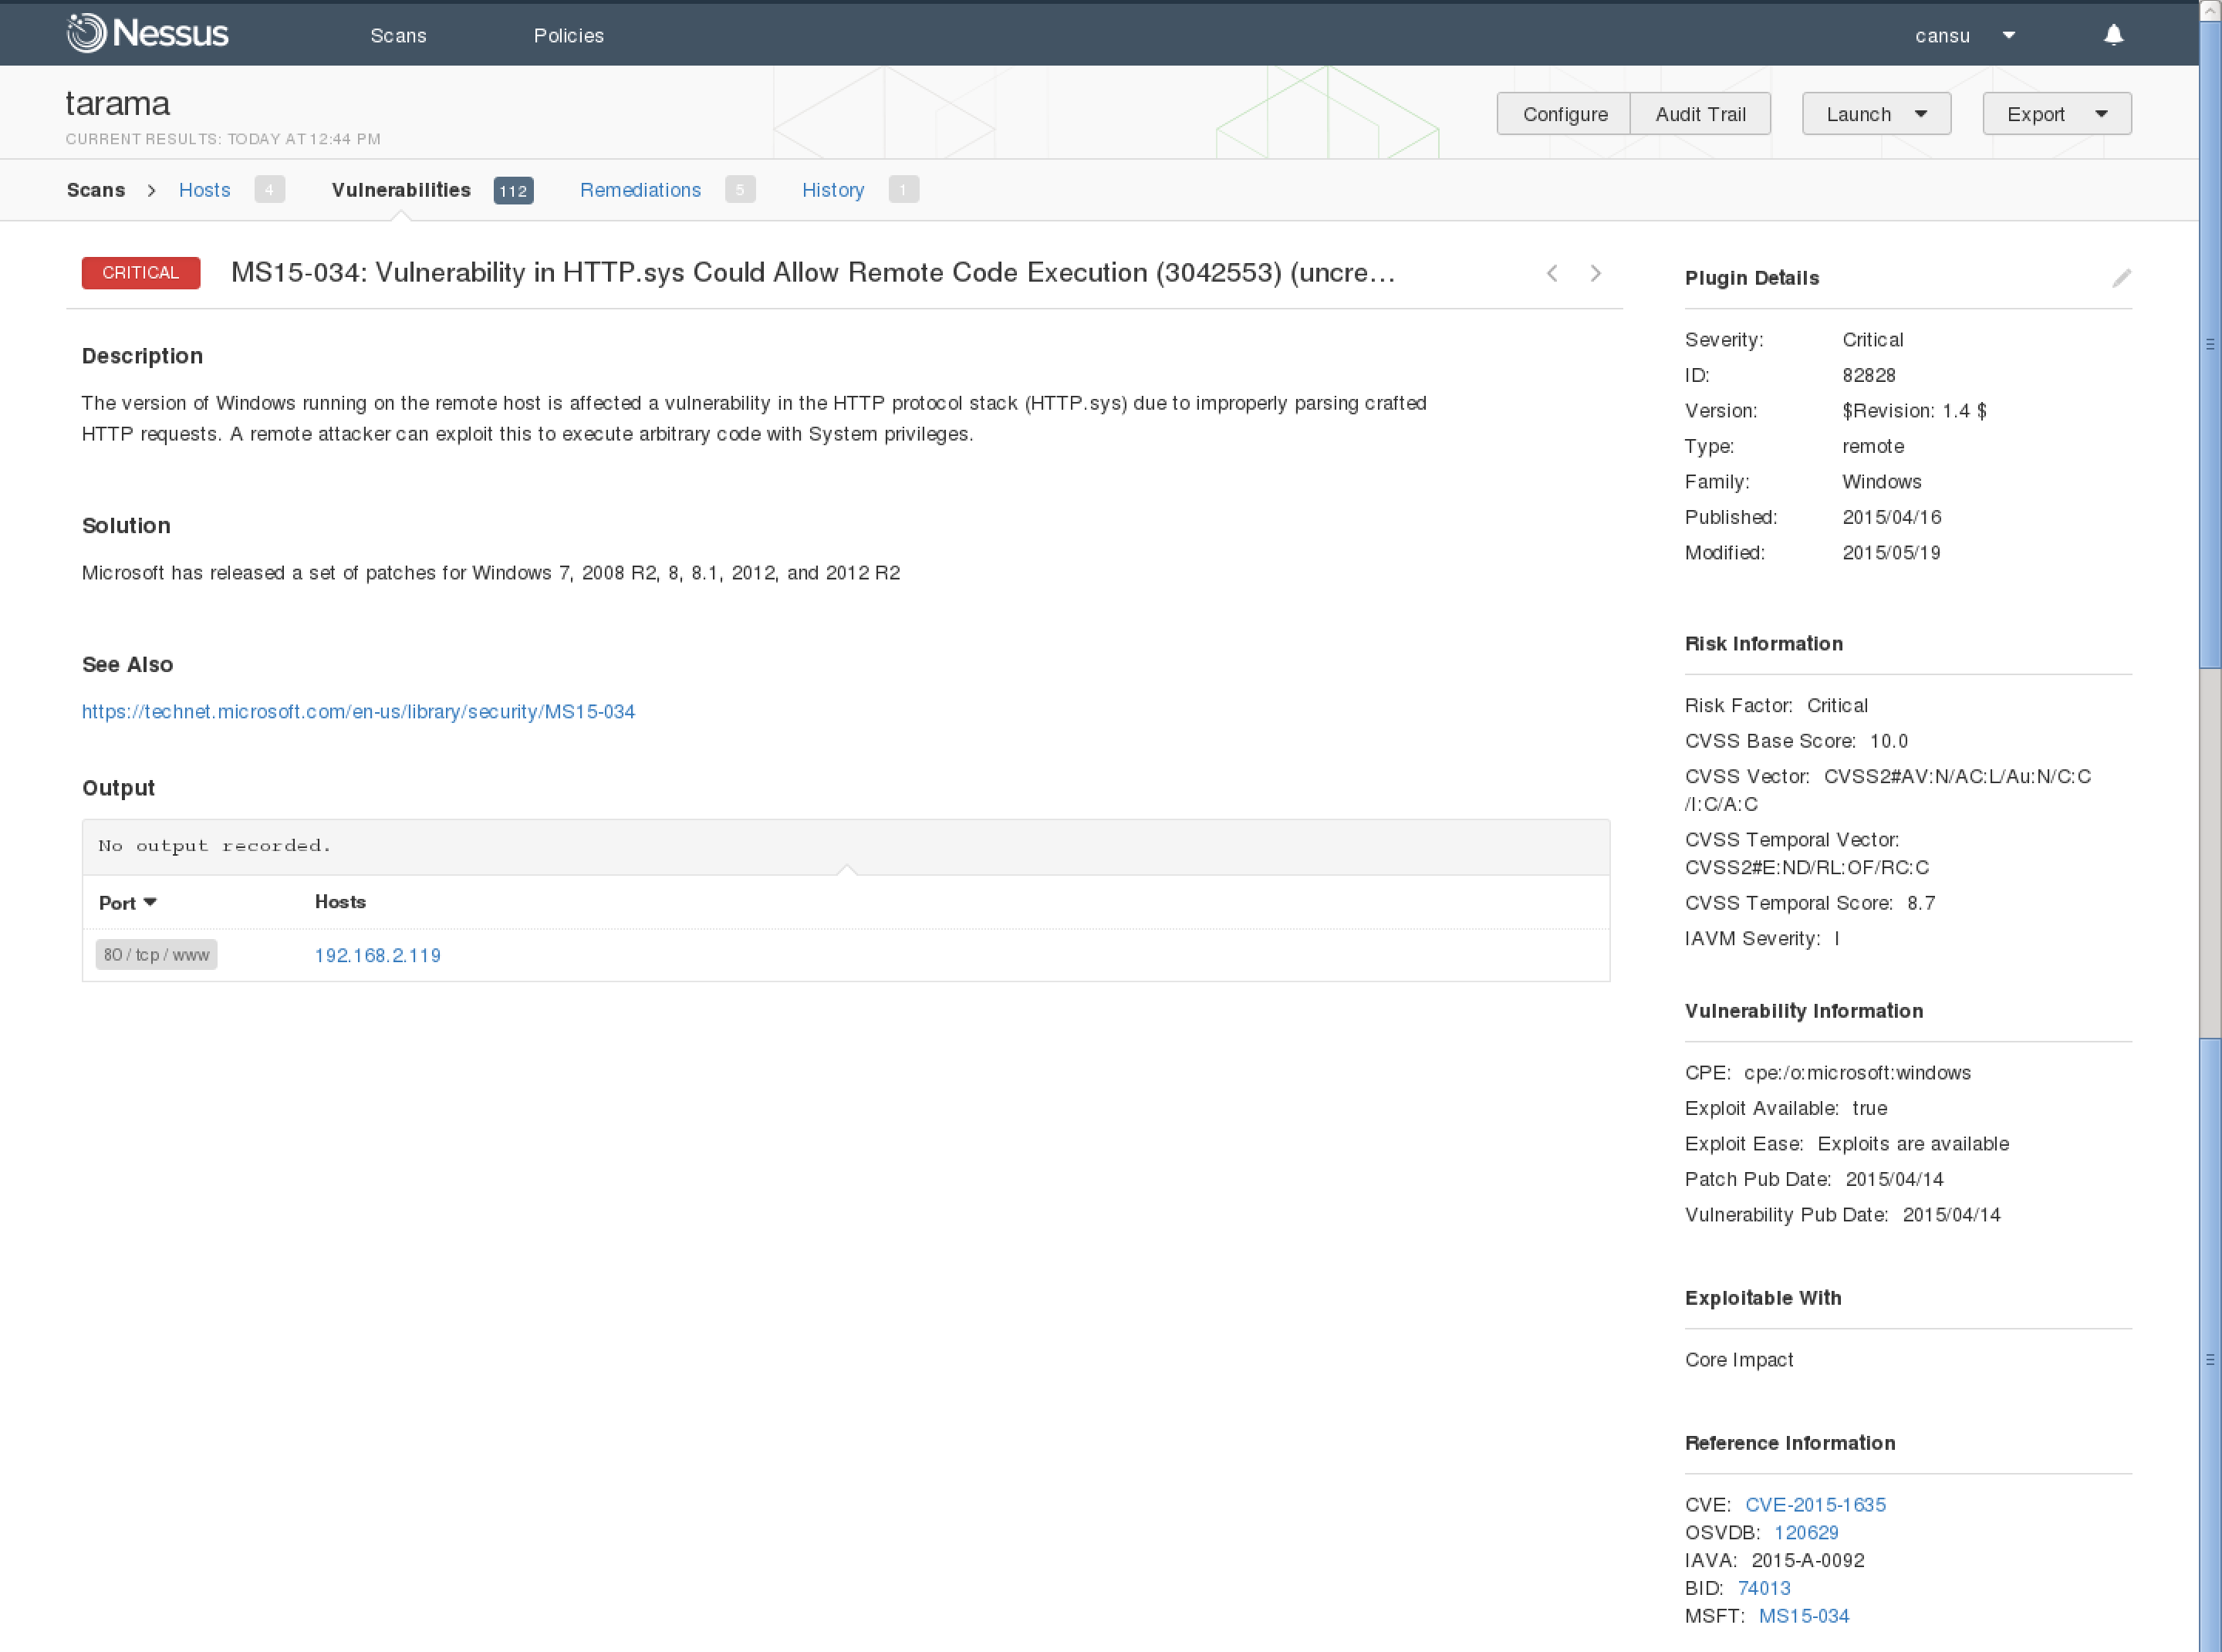 Nessus
Scans
Policies
cansu
tarama
CURRENT RESULTS: TODAY AT 12:44 PM
Configure
Audit Trail
Launch
Export
Scans > Hosts 4
Vulnerabilities 112
Remediations 5
History 1
CRITICAL
MS15-034: Vulnerability in HTTP.sys Could Allow Remote Code Execution (3042553) (uncre...
Description
The version of Windows running on the remote host is affected a vulnerability in the HTTP protocol stack (HTTP.sys) due to improperly parsing crafted
HTTP requests. A remote attacker can exploit this to execute arbitrary code with System privileges.
Solution
Microsoft has released a set of patches for Windows 7, 2008 R2, 8, 8.1, 2012, and 2012 R2
See Also
https://technet.microsoft.com/en-us/library/security/MS15-034
Output
No output recorded.
Port
Hosts
80 / tcp / www
192.168.2.119
Plugin Details
Severity: Critical
ID: 82828
Version: $Revision: 1.4 $
Type: remote
Family: Windows
Published: 2015/04/16
Modified: 2015/05/19
Risk Information
Risk Factor: Critical
CVSS Base Score: 10.0
CVSS Vector: CVSS2#AV:N/AC:L/Au:N/C:C
/I:C/A:C
CVSS Temporal Vector:
CVSS2#E:ND/RL:OF/RC:C
CVSS Temporal Score: 8.7
IAVM Severity: I
Vulnerability Information
CPE: cpe:/o:microsoft:windows
Exploit Available: true
Exploit Ease: Exploits are available
Patch Pub Date: 2015/04/14
Vulnerability Pub Date: 2015/04/14
Exploitable With
Core Impact
Reference Information
CVE: CVE-2015-1635
OSVDB: 120629
IAVA: 2015-A-0092
BID: 74013
MSFT: MS15-034